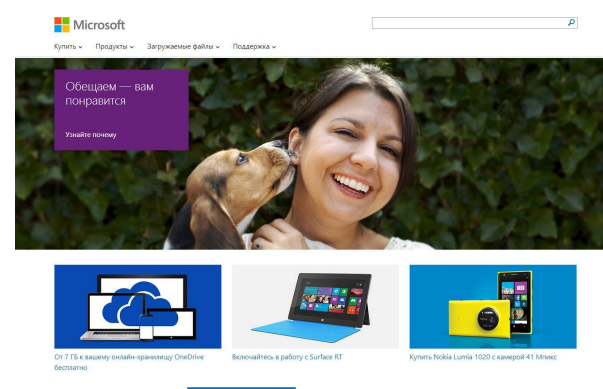 Microsoft
Купить Продукты Загружаемые файлы Поддержка
Обещаем — вам
понравится
Узнайте почему
От 7 ГБ к вашему онлайн-хранилищу OneDrive
бесплатно
Включайтесь в работу с Surface RT
Купить Nokia Lumia 1020 с камерой 41 Мпикс